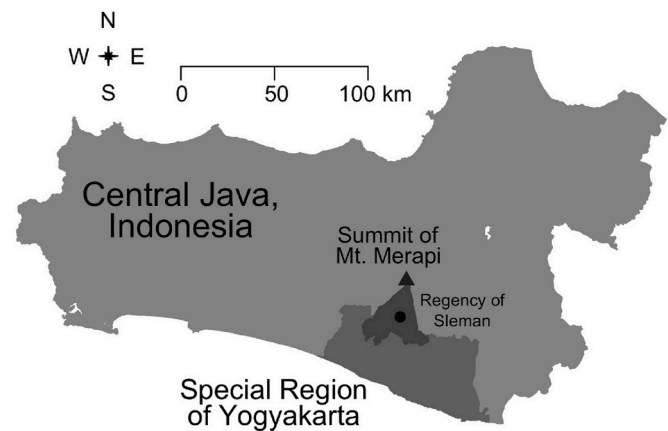 N
W E
S
0 50 100 km
Central Java,
Indonesia
Summit of
Mt. Merapi
Regency of
Sleman
Special Region
of Yogyakarta